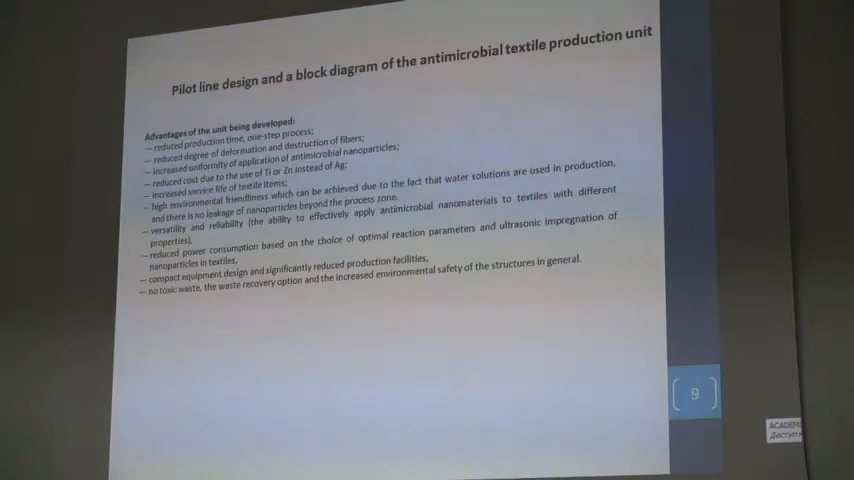 Pilot line design and a block diagram of the antimicrobial textile production unit
Advantages of the unit being developed:
— reduced production time, one-step process;
— reduced degree of deformation and destruction of fibers;
— increased uniformity of application of antimicrobial nanoparticles;
— reduced cost due to the use of Ti or Zn instead of Ag;
— increased service life of textile items;
— high environmental friendliness which can be achieved due to the fact that water solutions are used in production,
and there is no leakage of nanoparticles beyond the process zone.
— versatility and reliability (the ability to effectively apply antimicrobial nanomaterials to textiles with different
properties),
— reduced power consumption based on the choice of optimal reaction parameters and ultrasonic impregnation of
nanoparticles in textiles,
— compact equipment design and significantly reduced production facilities,
— no toxic waste, the waste recovery option and the increased environmental safety of the structures in general.
9